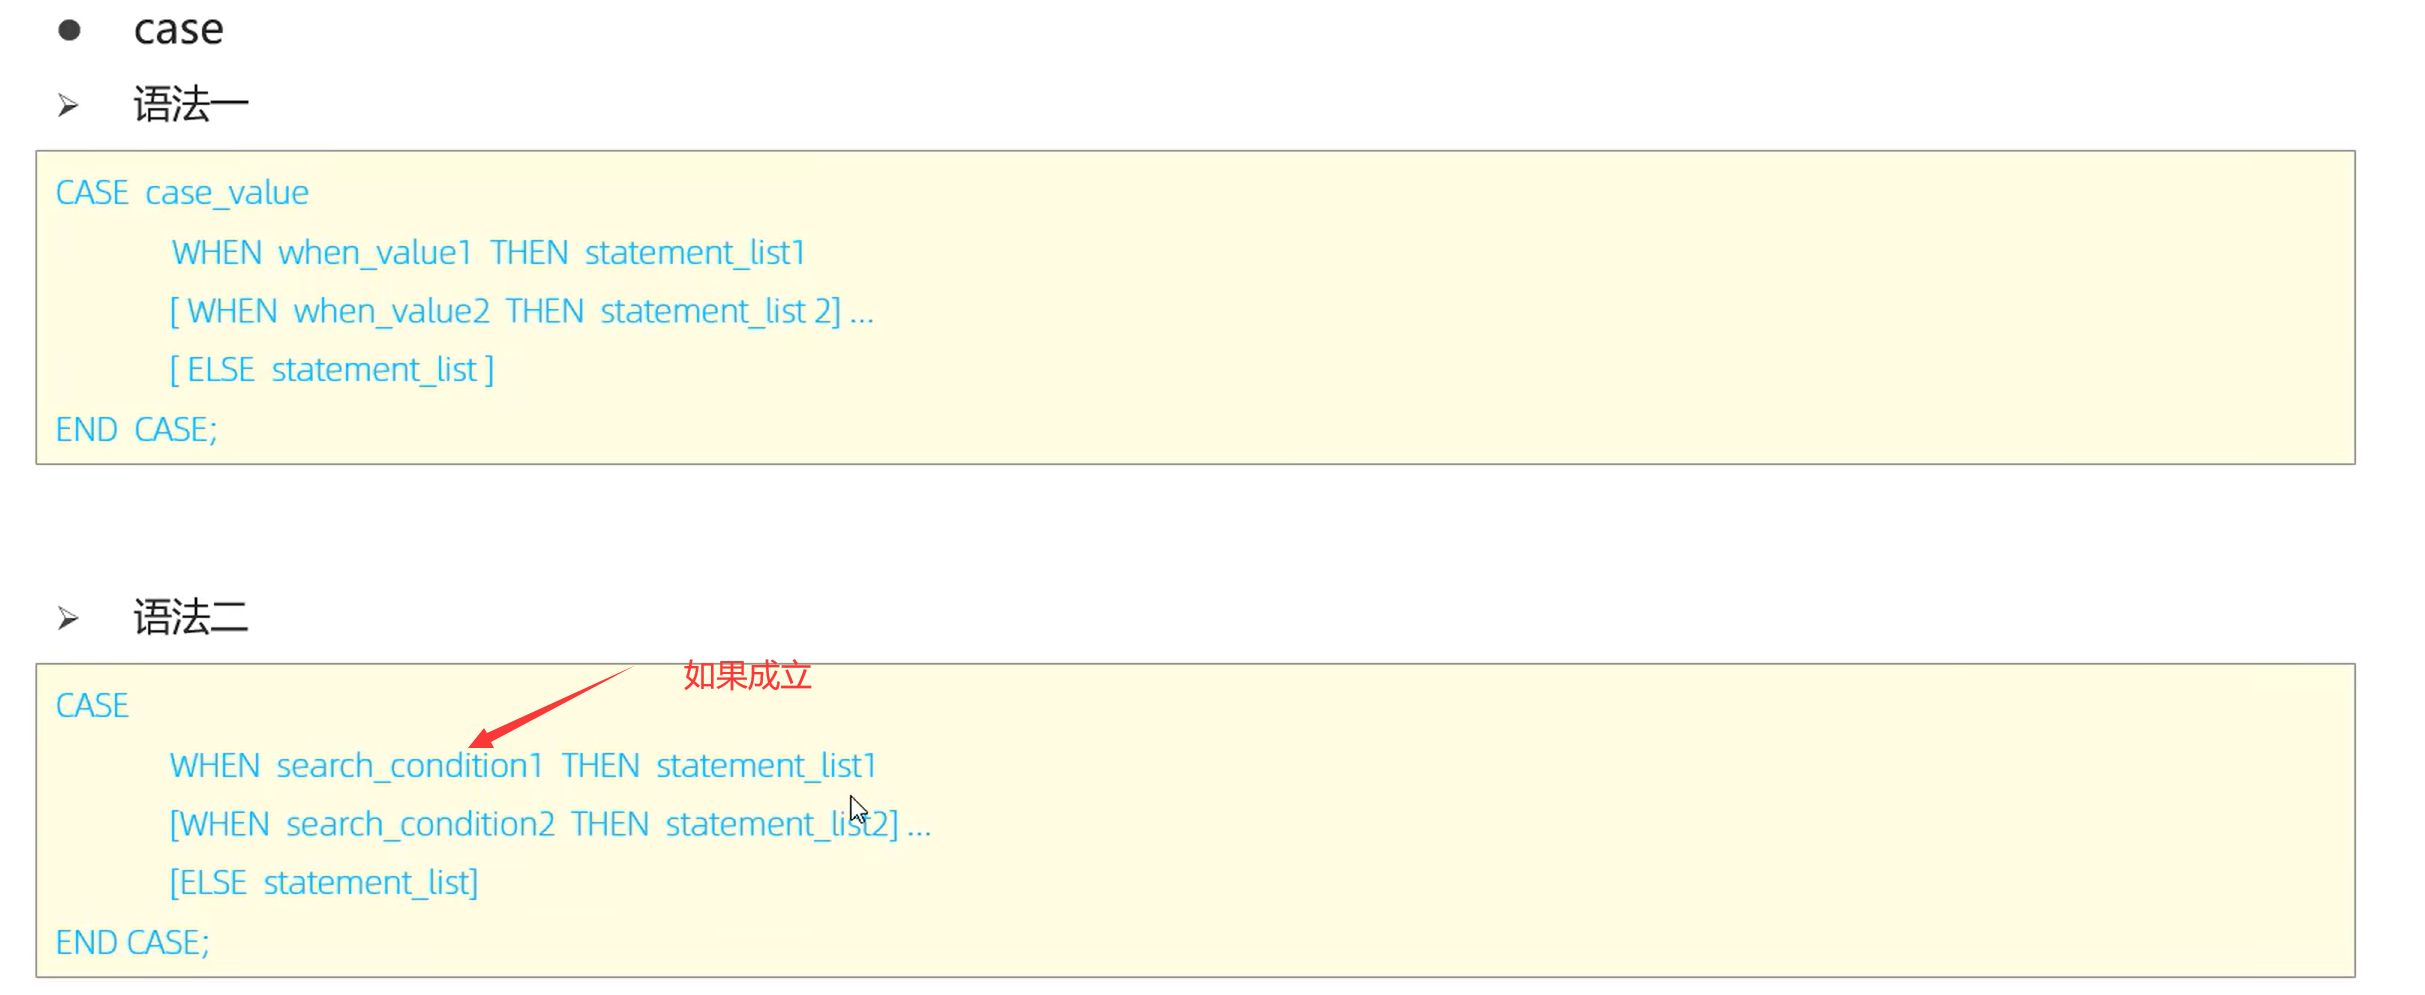 case
语法一
CASE case_value
WHEN when_value1 THEN statement_list1
[ WHEN when_value2 THEN statement_list 2] ...
[ ELSE statement_list ]
END CASE;
语法二
如果成立
CASE
WHEN search_condition1 THEN statement_list1
[WHEN search_condition2 THEN statement_list2] ...
[ELSE statement_list]
END CASE;